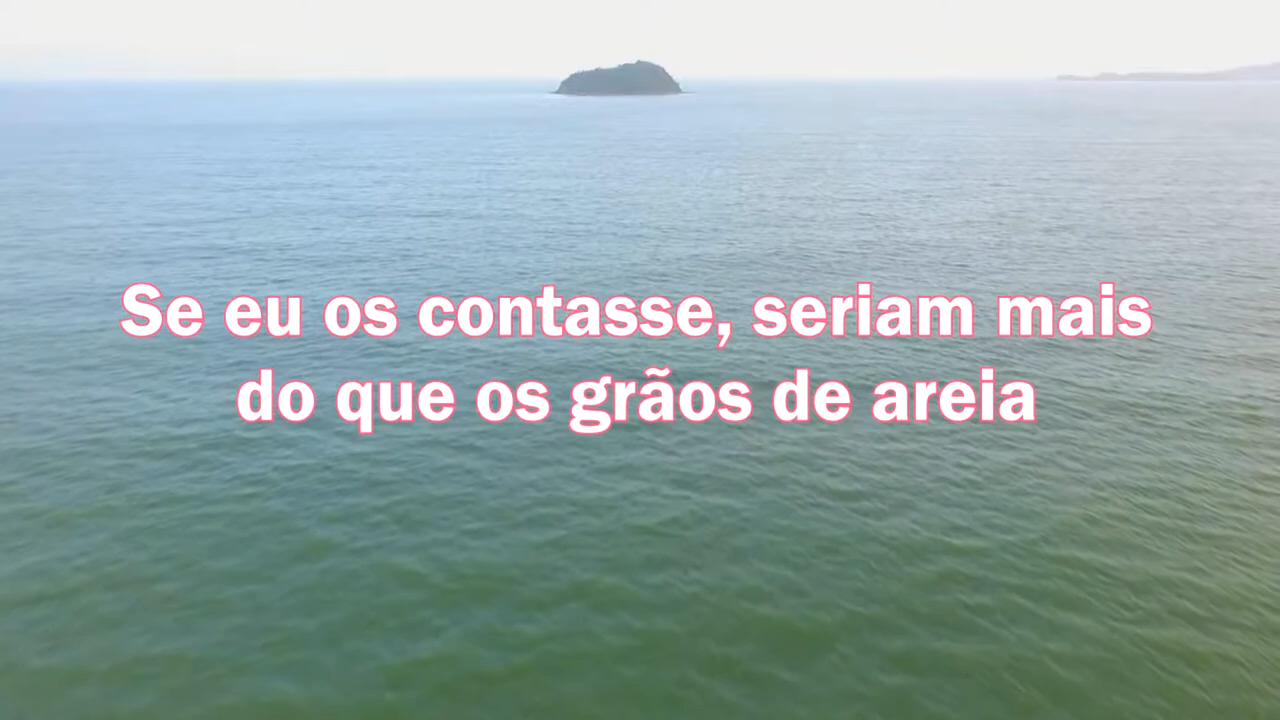 Se eu os contasse, seriam mais
do que os grãos de areia